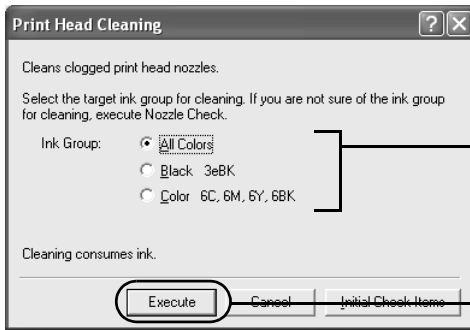 Print Head Cleaning
Cleans clogged print head nozzles.
Select the target ink group for cleaning. If you are not sure of the ink group
for cleaning, execute Nozzle Check.
Ink Group: All Colors
Black 3eBK
Color 6C, 6M, 6Y, 6BK
Cleaning consumes ink.
Execute Cancel Initial Check Items